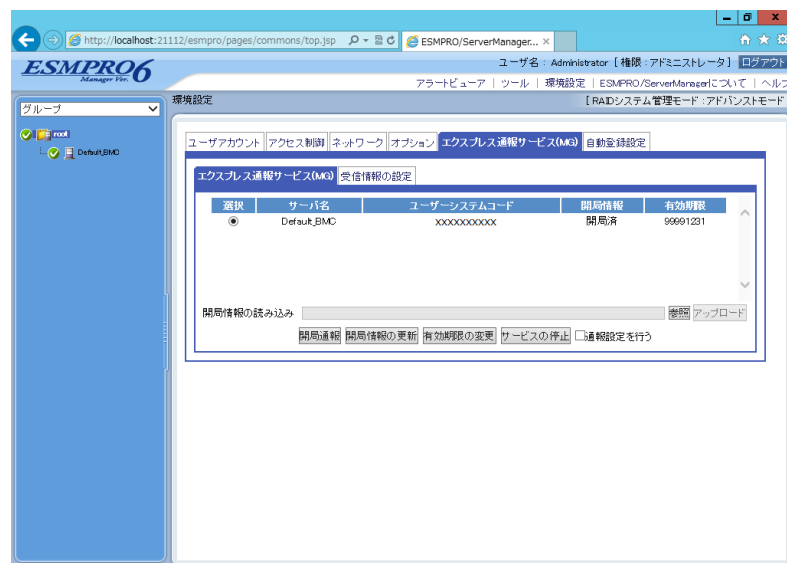 http://localhost:21112/esmpro/pages/commons/top.jsp
ESMPRO/ServerManager... ×
ESMPRO6
Manager Ver.
ユーザ名 : Administrator [ 権限 : アドミニストレータ ] ログアウト
アラートビューア | ツール | 環境設定 | ESMPRO/ServerManagerについて | ヘルプ
グループ
環境設定
[ RAIDシステム管理モード : アドバンストモード
root
Default_BMC
ユーザアカウント アクセス制御 ネットワーク オプション エクスプレス通報サービス(MG) 自動登録設定
エクスプレス通報サービス(MG) 受信情報の設定
選択 サーバ名 ユーザーシステムコード 開局情報 有効期限
Default_BMC XXXXXXXXXX 開局済 99991231
開局情報の読み込み 参照 アップロード
開局通報 開局情報の更新 有効期限の変更 サービスの停止 通報設定を行う